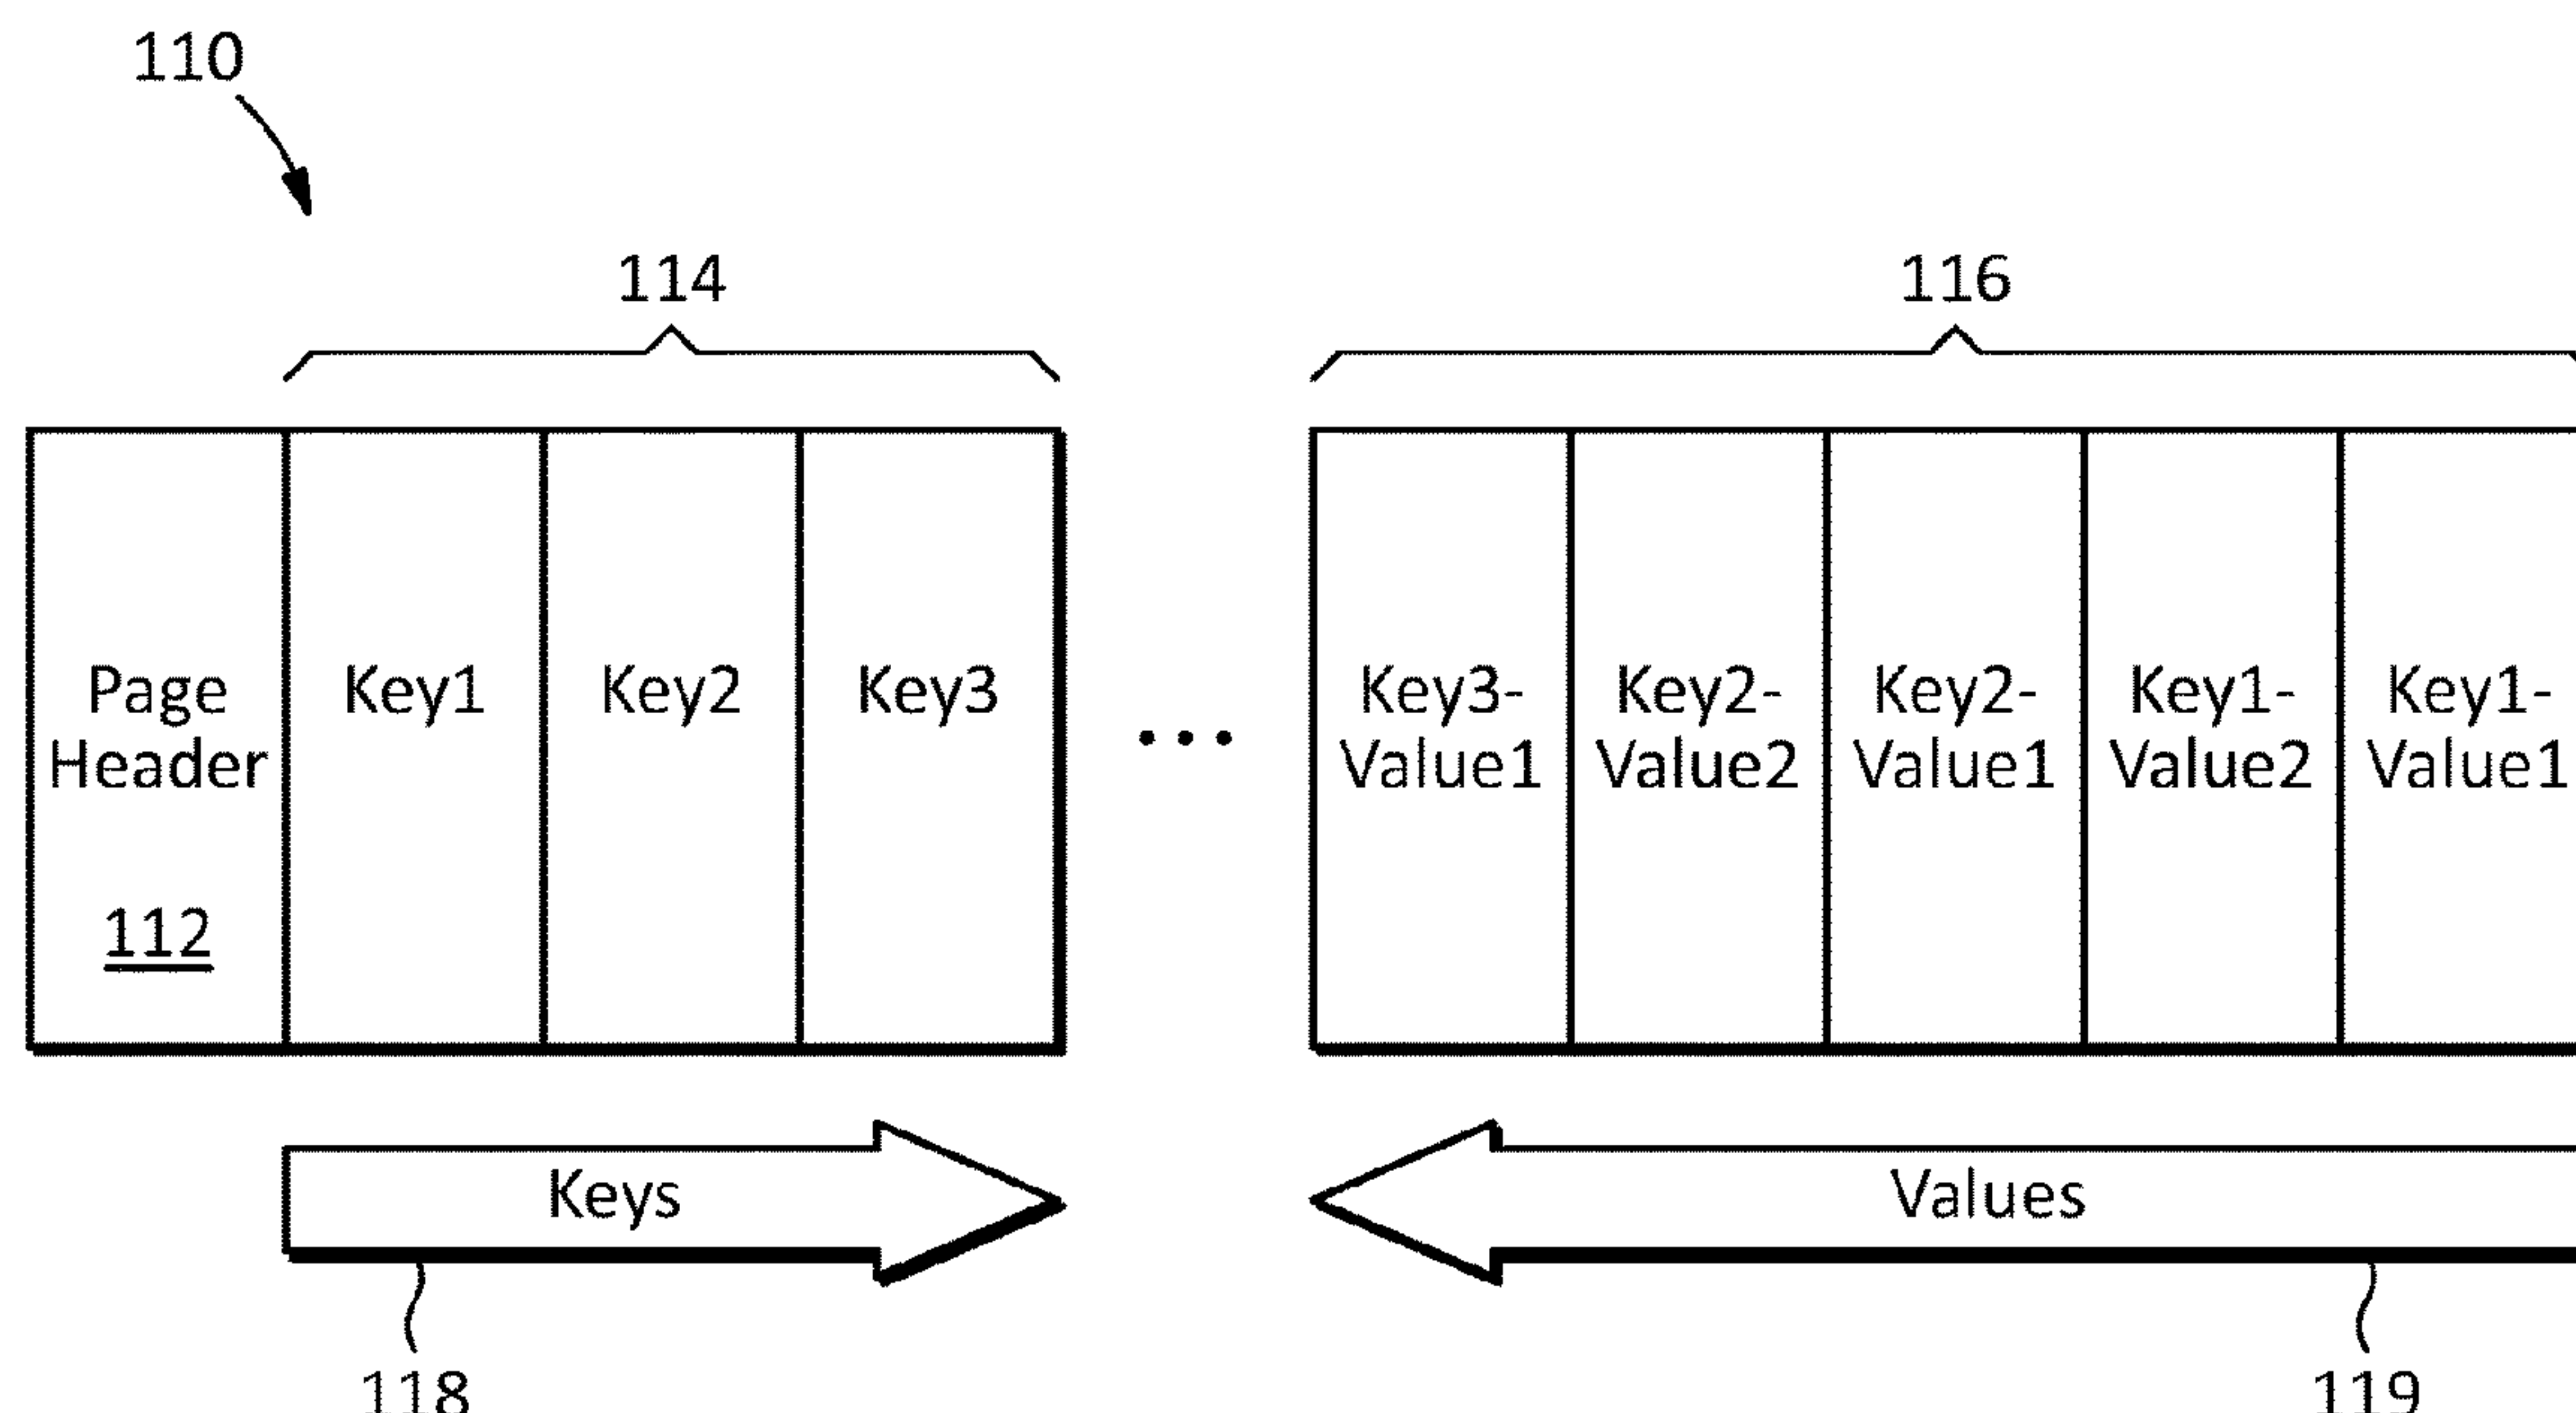 110
114
116
Page
Header
112
Key1
Key2
Key3
...
Key3-
Value1
Key2-
Value2
Key2-
Value1
Key1-
Value2
Key1-
Value1
Keys
Values
118
119